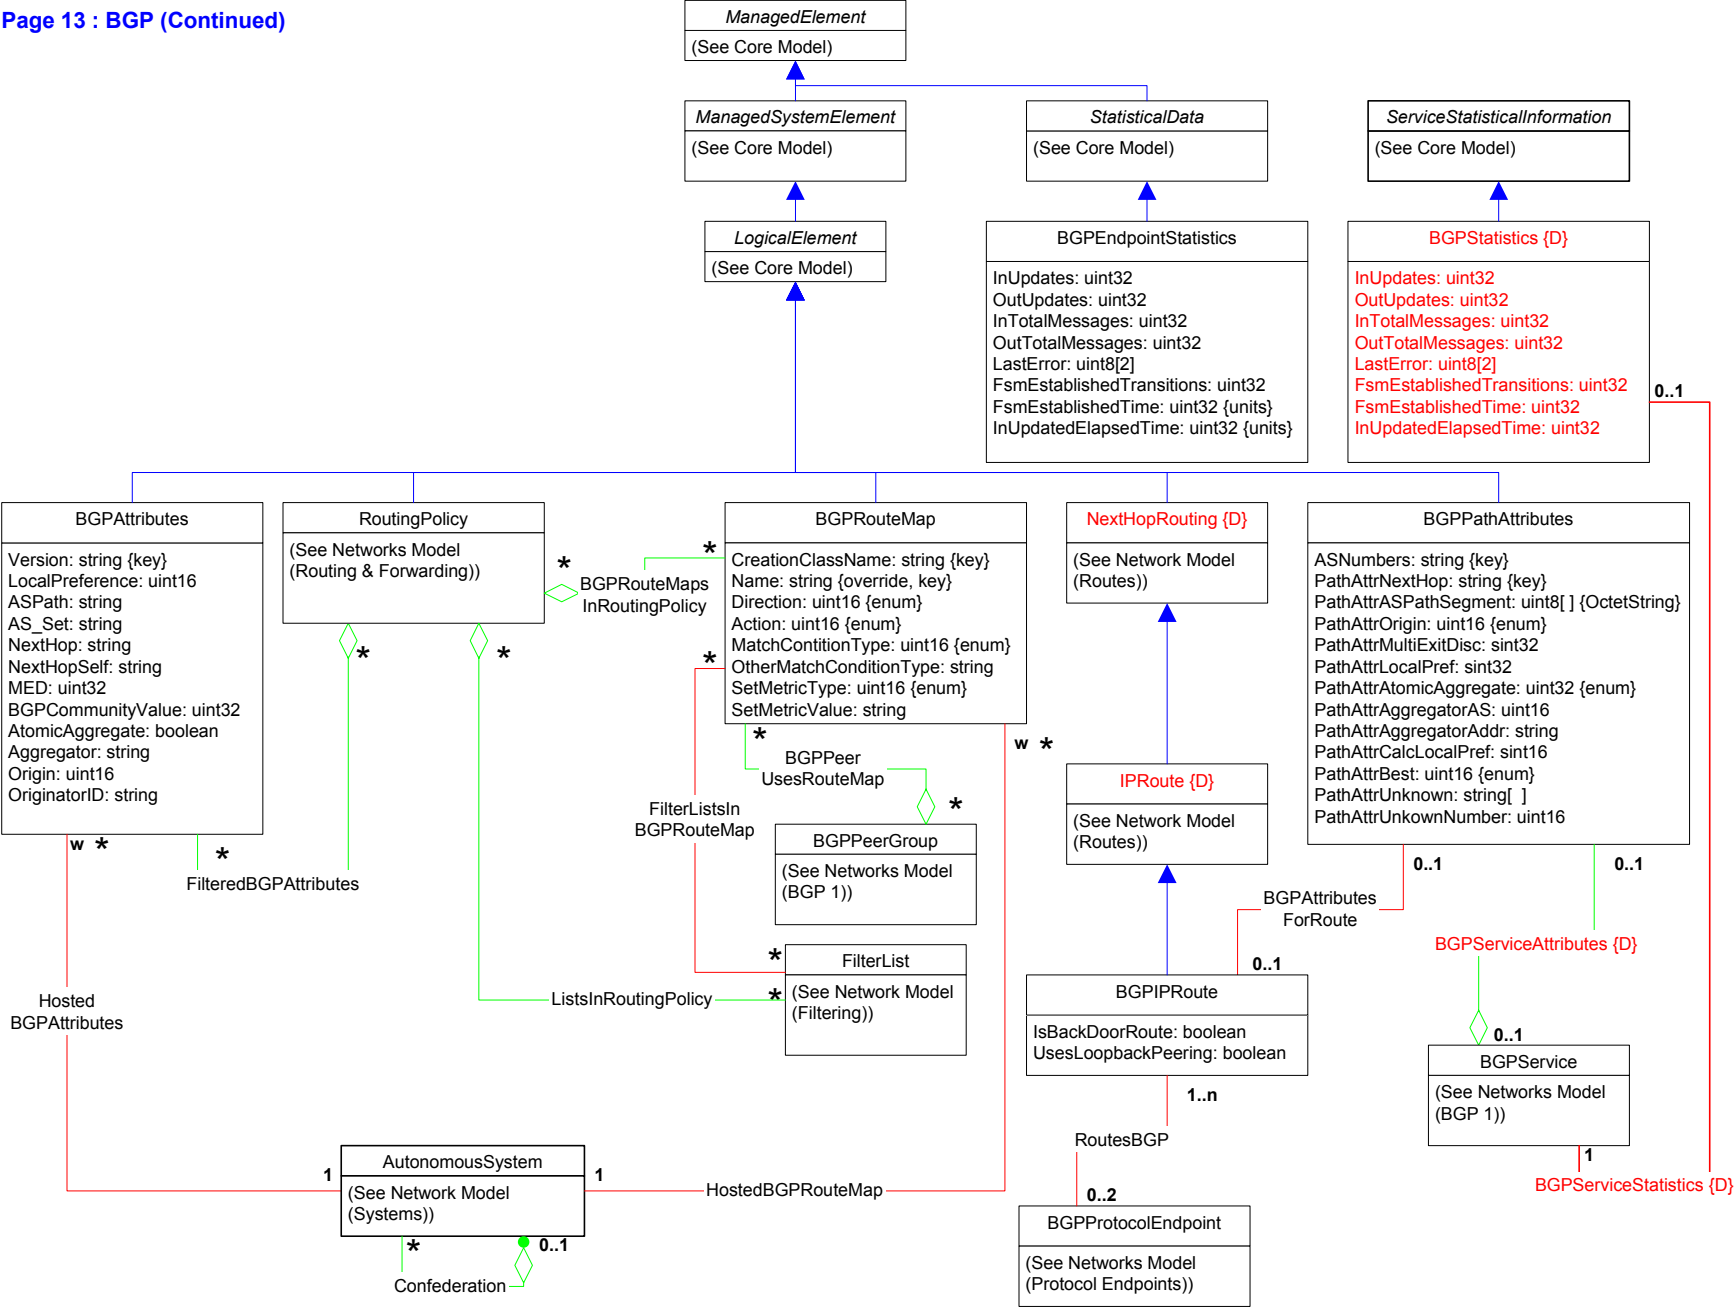 Page 13 : BGP (Continued)
ManagedElement
(See Core Model)
ManagedSystemElement
(See Core Model)
StatisticalData
(See Core Model)
ServiceStatisticalInformation
(See Core Model)
LogicalElement
(See Core Model)
BGPEndpointStatistics
InUpdates: uint32
OutUpdates: uint32
InTotalMessages: uint32
OutTotalMessages: uint32
LastError: uint8[2]
FsmEstablishedTransitions: uint32
FsmEstablishedTime: uint32 {units}
InUpdatedElapsedTime: uint32 {units}
BGPStatistics {D}
InUpdates: uint32
OutUpdates: uint32
InTotalMessages: uint32
OutTotalMessages: uint32
LastError: uint8[2]
FsmEstablishedTransitions: uint32
FsmEstablishedTime: uint32
InUpdatedElapsedTime: uint32
0..1
BGPAttributes
Version: string {key}
LocalPreference: uint16
ASPath: string
AS_Set: string
NextHop: string
NextHopSelf: string
MED: uint32
BGPCommunityValue: uint32
AtomicAggregate: boolean
Aggregator: string
Origin: uint16
OriginatorID: string
w *
*
FilteredBGPAttributes
RoutingPolicy
(See Networks Model
(Routing & Forwarding))
*
*
*
BGPRouteMaps
InRoutingPolicy
*
BGPRouteMap
CreationClassName: string {key}
Name: string {override, key}
Direction: uint16 {enum}
Action: uint16 {enum}
MatchContitionType: uint16 {enum}
OtherMatchConditionType: string
SetMetricType: uint16 {enum}
SetMetricValue: string
*
*
w *
BGPPeer
UsesRouteMap
*
FilterListsIn
BGPRouteMap
BGPPeerGroup
(See Networks Model
(BGP 1))
*
FilterList
(See Network Model
(Filtering))
*
ListsInRoutingPolicy
NextHopRouting {D}
(See Network Model
(Routes))
IPRoute {D}
(See Network Model
(Routes))
BGPPathAttributes
ASNumbers: string {key}
PathAttrNextHop: string {key}
PathAttrASPathSegment: uint8[ ] {OctetString}
PathAttrOrigin: uint16 {enum}
PathAttrMultiExitDisc: sint32
PathAttrLocalPref: sint32
PathAttrAtomicAggregate: uint32 {enum}
PathAttrAggregatorAS: uint16
PathAttrAggregatorAddr: string
PathAttrCalcLocalPref: sint16
PathAttrBest: uint16 {enum}
PathAttrUnknown: string[ ]
PathAttrUnkownNumber: uint16
0..1
0..1
BGPAttributes
ForRoute
0..1
BGPServiceAttributes {D}
0..1
BGPIPRoute
IsBackDoorRoute: boolean
UsesLoopbackPeering: boolean
1..n
RoutesBGP
0..2
BGPProtocolEndpoint
(See Networks Model
(Protocol Endpoints))
BGPService
(See Networks Model
(BGP 1))
1
BGPServiceStatistics {D}
Hosted
BGPAttributes
1
AutonomousSystem
(See Network Model
(Systems))
1
HostedBGPRouteMap
*
0..1
Confederation